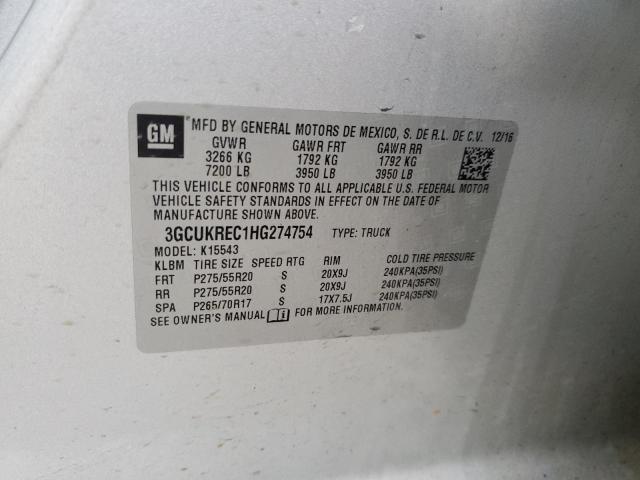 GM
MFD BY GENERAL MOTORS DE MEXICO, S. DE R.L. DE C.V. 12/16
GVWR GAWR FRT GAWR RR
3266 KG 1792 KG 1792 KG
7200 LB 3950 LB 3950 LB
THIS VEHICLE CONFORMS TO ALL APPLICABLE U.S. FEDERAL MOTOR
VEHICLE SAFETY STANDARDS IN EFFECT ON THE DATE OF
MANUFACTURE SHOWN ABOVE.
3GCUKREC1HG274754 TYPE: TRUCK
MODEL: K15543
KLBM TIRE SIZE SPEED RTG RIM COLD TIRE PRESSURE
FRT P275/55R20 S 20X9J 240KPA(35PSI)
RR P275/55R20 S 20X9J 240KPA(35PSI)
SPA P265/70R17 S 17X7.5J 240KPA(35PSI)
SEE OWNER'S MANUAL FOR MORE INFORMATION.